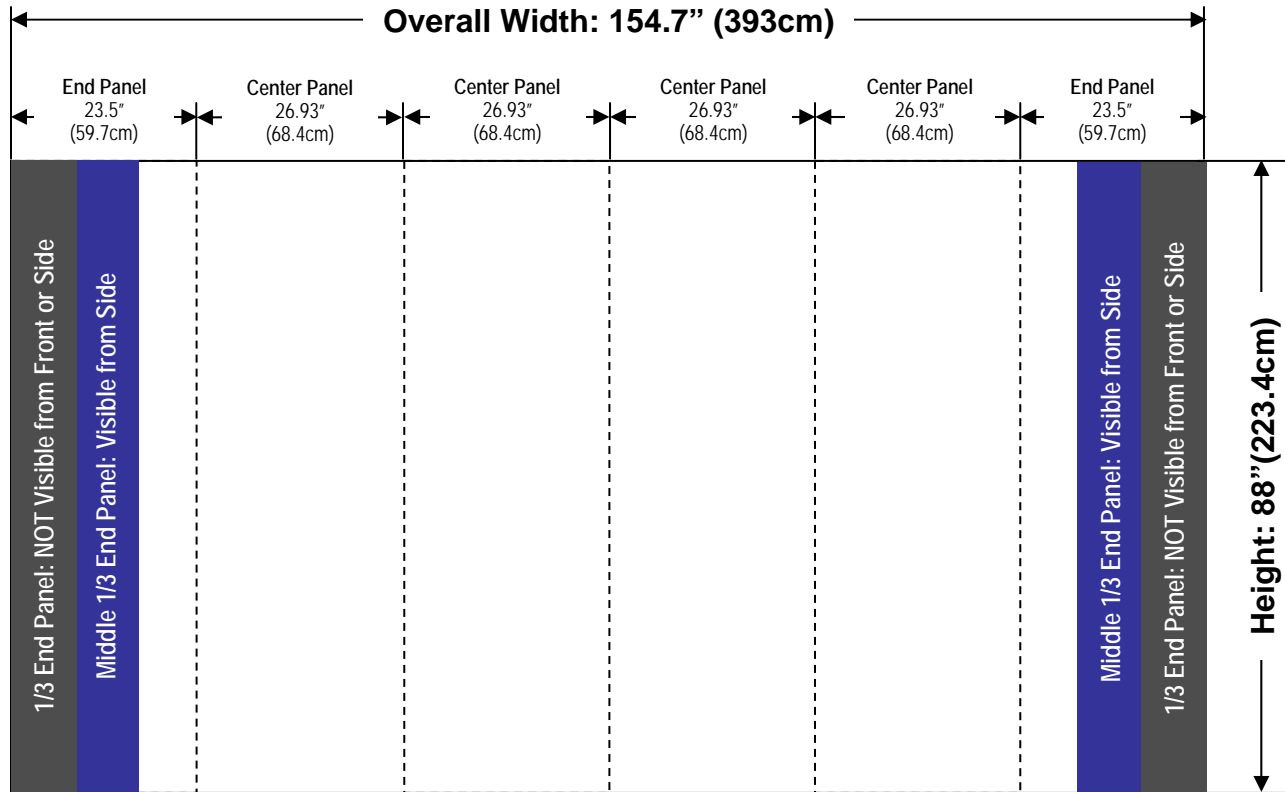 Overall Width: 154.7” (393cm)
End Panel
23.5″
(59.7cm)
Center Panel
26.93″
(68.4cm)
Center Panel
26.93″
(68.4cm)
Center Panel
26.93″
(68.4cm)
Center Panel
26.93″
(68.4cm)
End Panel
23.5″
(59.7cm)
1/3 End Panel: NOT Visible from Front or Side
Middle 1/3 End Panel: Visible from Side
Middle 1/3 End Panel: Visible from Side
1/3 End Panel: NOT Visible from Front or Side
Height: 88”(223.4cm)